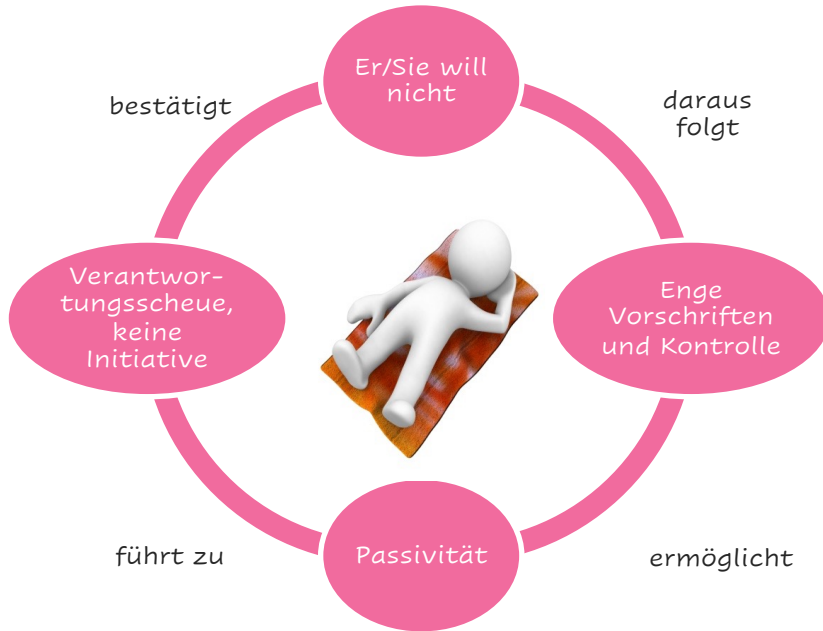 Er/Sie will
nicht
daraus
folgt
Enge
Vorschriften
und Kontrolle
ermöglicht
Passivität
führt zu
Verantwor-
tungsscheue,
keine
Initiative
bestätigt